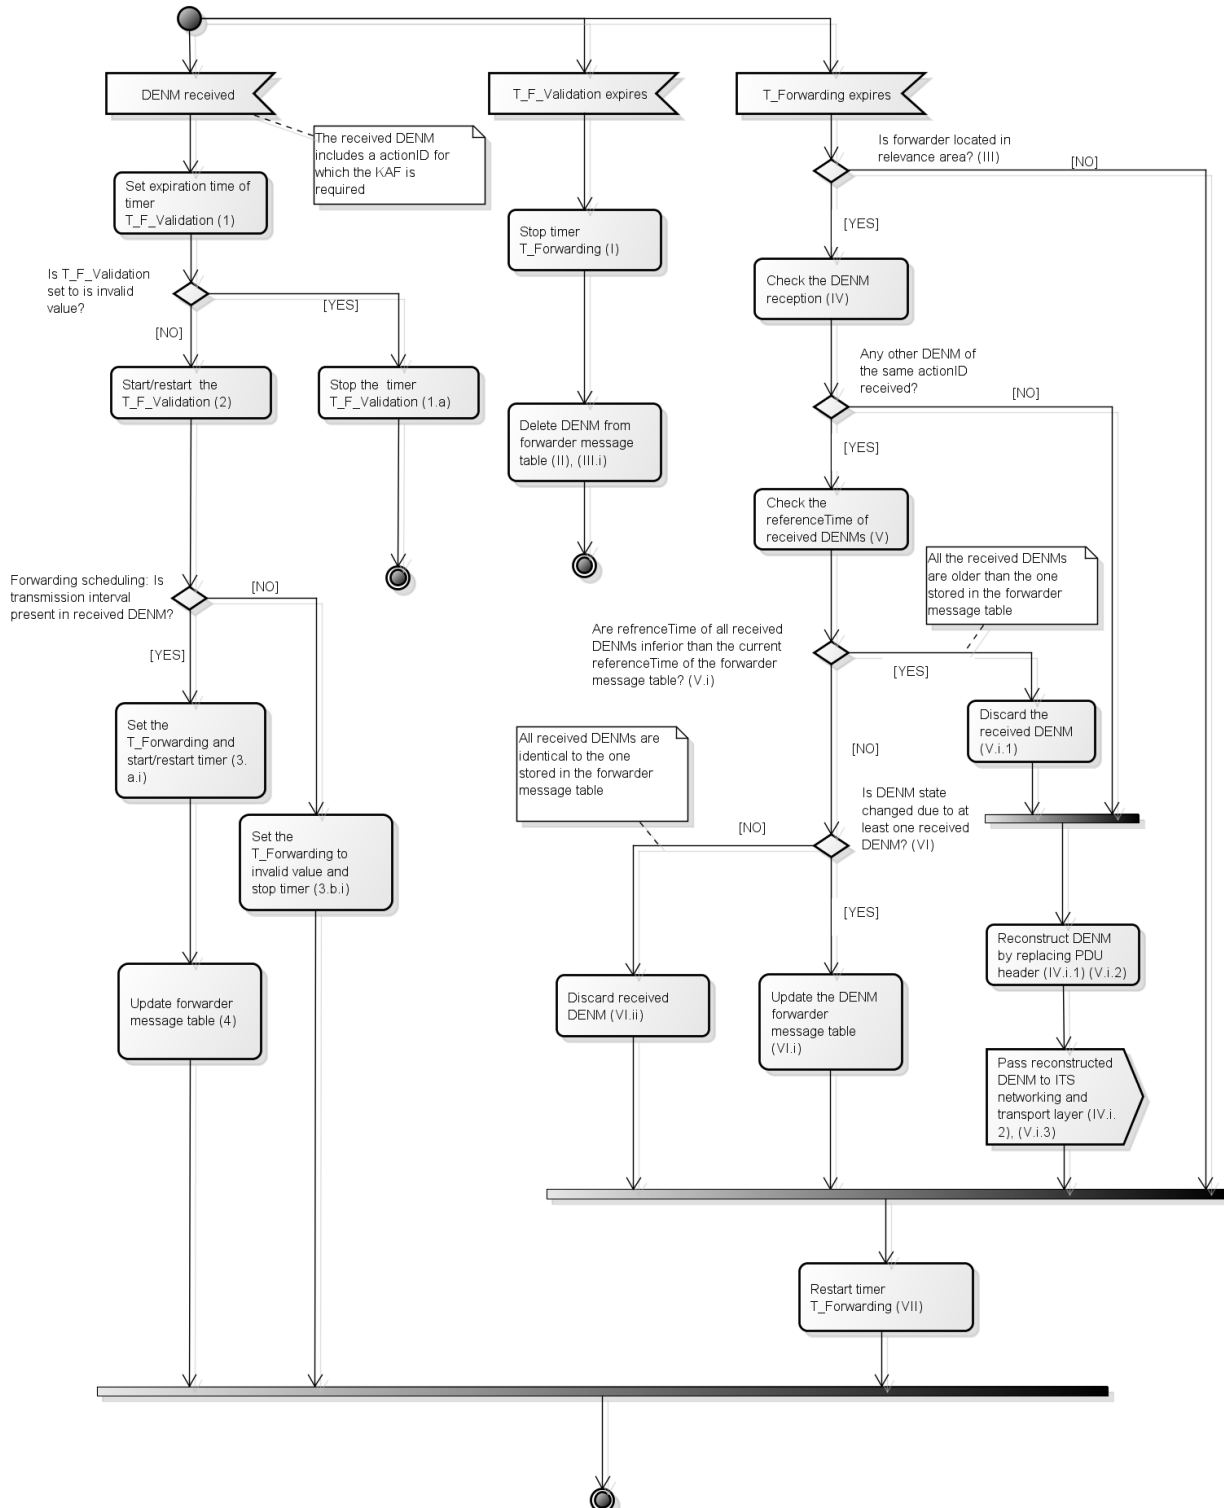 DENM received
T_F_Validation expires
T_Forwarding expires
The received DENM
includes a actionID for
which the KAF is
required
Is forwarder located in
relevance area? (III)
[NO]
Set expiration time of
timer
T_F_Validation (1)
[YES]
Stop timer
T_Forwarding (I)
Is T_F_Validation
set to is invalid
value?
Check the DENM
reception (IV)
[YES]
[NO]
Any other DENM of
the same actionID
received?
[NO]
Start/restart  the
T_F_Validation (2)
Stop the  timer
T_F_Validation (1.a)
Delete DENM from
forwarder message
table (II), (III.i)
[YES]
Check the
referenceTime of
received DENMs (V)
All the received DENMs
are older than the one
stored in the forwarder
message table
Forwarding scheduling: Is
transmission interval
present in received DENM?
[NO]
Are refrenceTime of all received
DENMs inferior than the current
referenceTime of the forwarder
message table? (V.i)
[YES]
[YES]
Discard the
received DENM
(V.i.1)
Set the
T_Forwarding and
start/restart timer (3.
a.i)
All received DENMs are
identical to the one
stored in the forwarder
message table
[NO]
Is DENM state
changed due to at
least one received
DENM? (VI)
[NO]
Set the
T_Forwarding to
invalid value and
stop timer (3.b.i)
[YES]
Reconstruct DENM
by replacing PDU
header (IV.i.1) (V.i.2)
Update forwarder
message table (4)
Discard received
DENM (VI.ii)
Update the DENM
forwarder
message table
(VI.i)
Pass reconstructed
DENM to ITS
networking and
transport layer (IV.i.
2), (V.i.3)
Restart timer
T_Forwarding (VII)